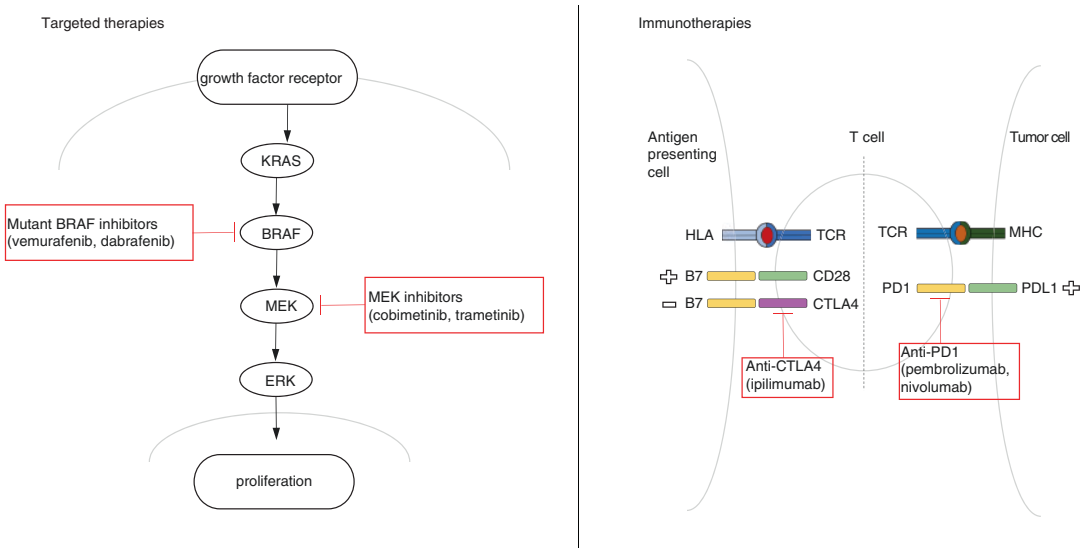 Targeted therapies
growth factor receptor
KRAS
Mutant BRAF inhibitors
(vemurafenib, dabrafenib)
BRAF
MEK
MEK inhibitors
(cobimetinib, trametinib)
ERK
proliferation
Immunotherapies
Antigen
presenting
cell
T cell
Tumor cell
HLA
TCR
TCR
MHC
+ B7
CD28
PD1
PDL1 +
- B7
CTLA4
Anti-CTLA4
(ipilimumab)
Anti-PD1
(pembrolizumab,
nivolumab)